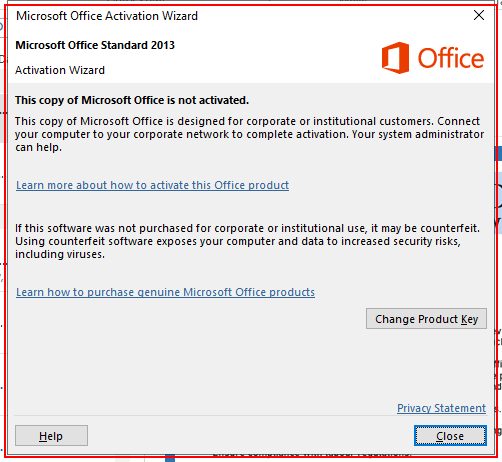 Microsoft Office Activation Wizard
Microsoft Office Standard 2013
Activation Wizard
Office
This copy of Microsoft Office is not activated.
This copy of Microsoft Office is designed for corporate or institutional customers. Connect
your computer to your corporate network to complete activation. Your system administrator
can help.
Learn more about how to activate this Office product
If this software was not purchased for corporate or institutional use, it may be counterfeit.
Using counterfeit software exposes your computer and data to increased security risks,
including viruses.
Learn how to purchase genuine Microsoft Office products
Change Product Key
Privacy Statement
Help
Close